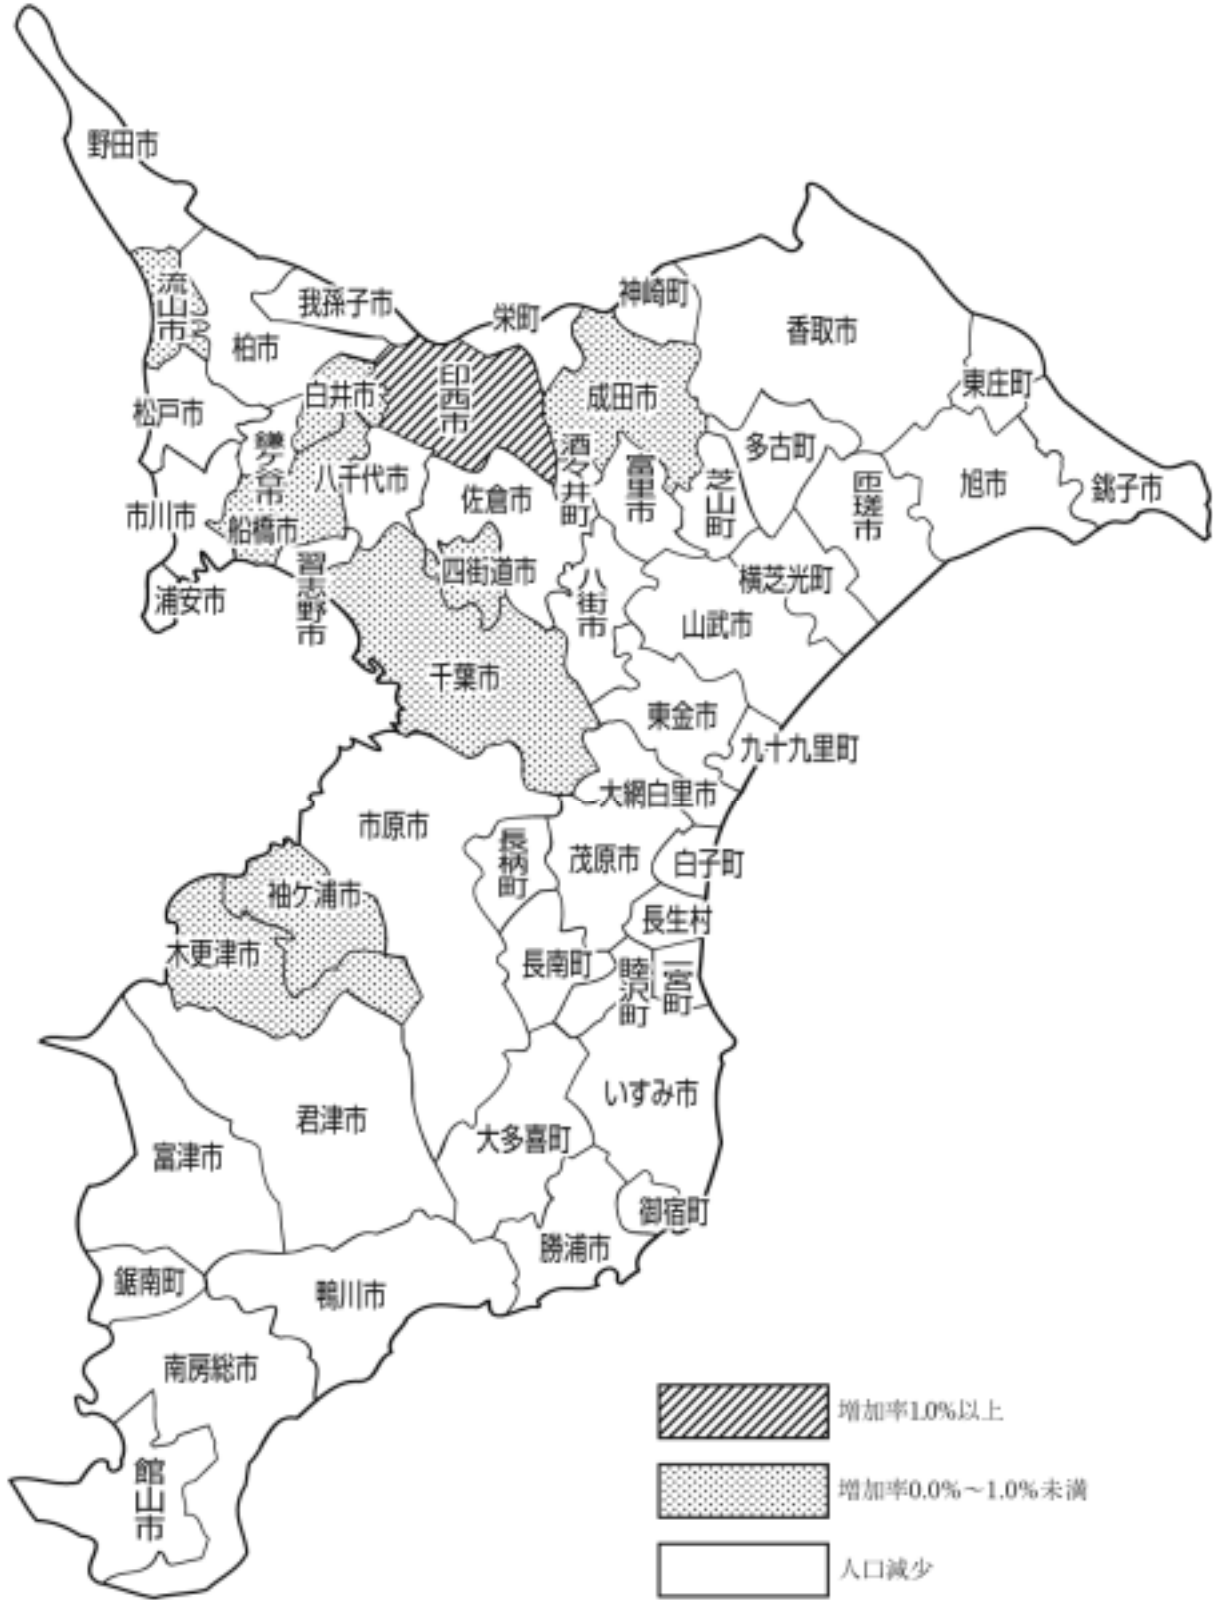 野田市
流山市
我孫子市
柏市
栄町
神崎町
香取市
東庄町
白井市
印西市
成田市
松戸市
鎌ケ谷市
八千代市
佐倉市
酒々井町
富里市
芝山町
多古町
匝瑳市
旭市
銚子市
市川市
船橋市
浦安市
習志野市
四街道市
八街市
横芝光町
山武市
千葉市
東金市
九十九里町
大網白里市
市原市
長柄町
茂原市
白子町
袖ケ浦市
長生村
木更津市
長南町
睦沢町
一宮町
いすみ市
君津市
大多喜町
富津市
御宿町
勝浦市
鋸南町
鴨川市
南房総市
館山市
増加率1.0%以上
増加率0.0%～1.0%未満
人口減少